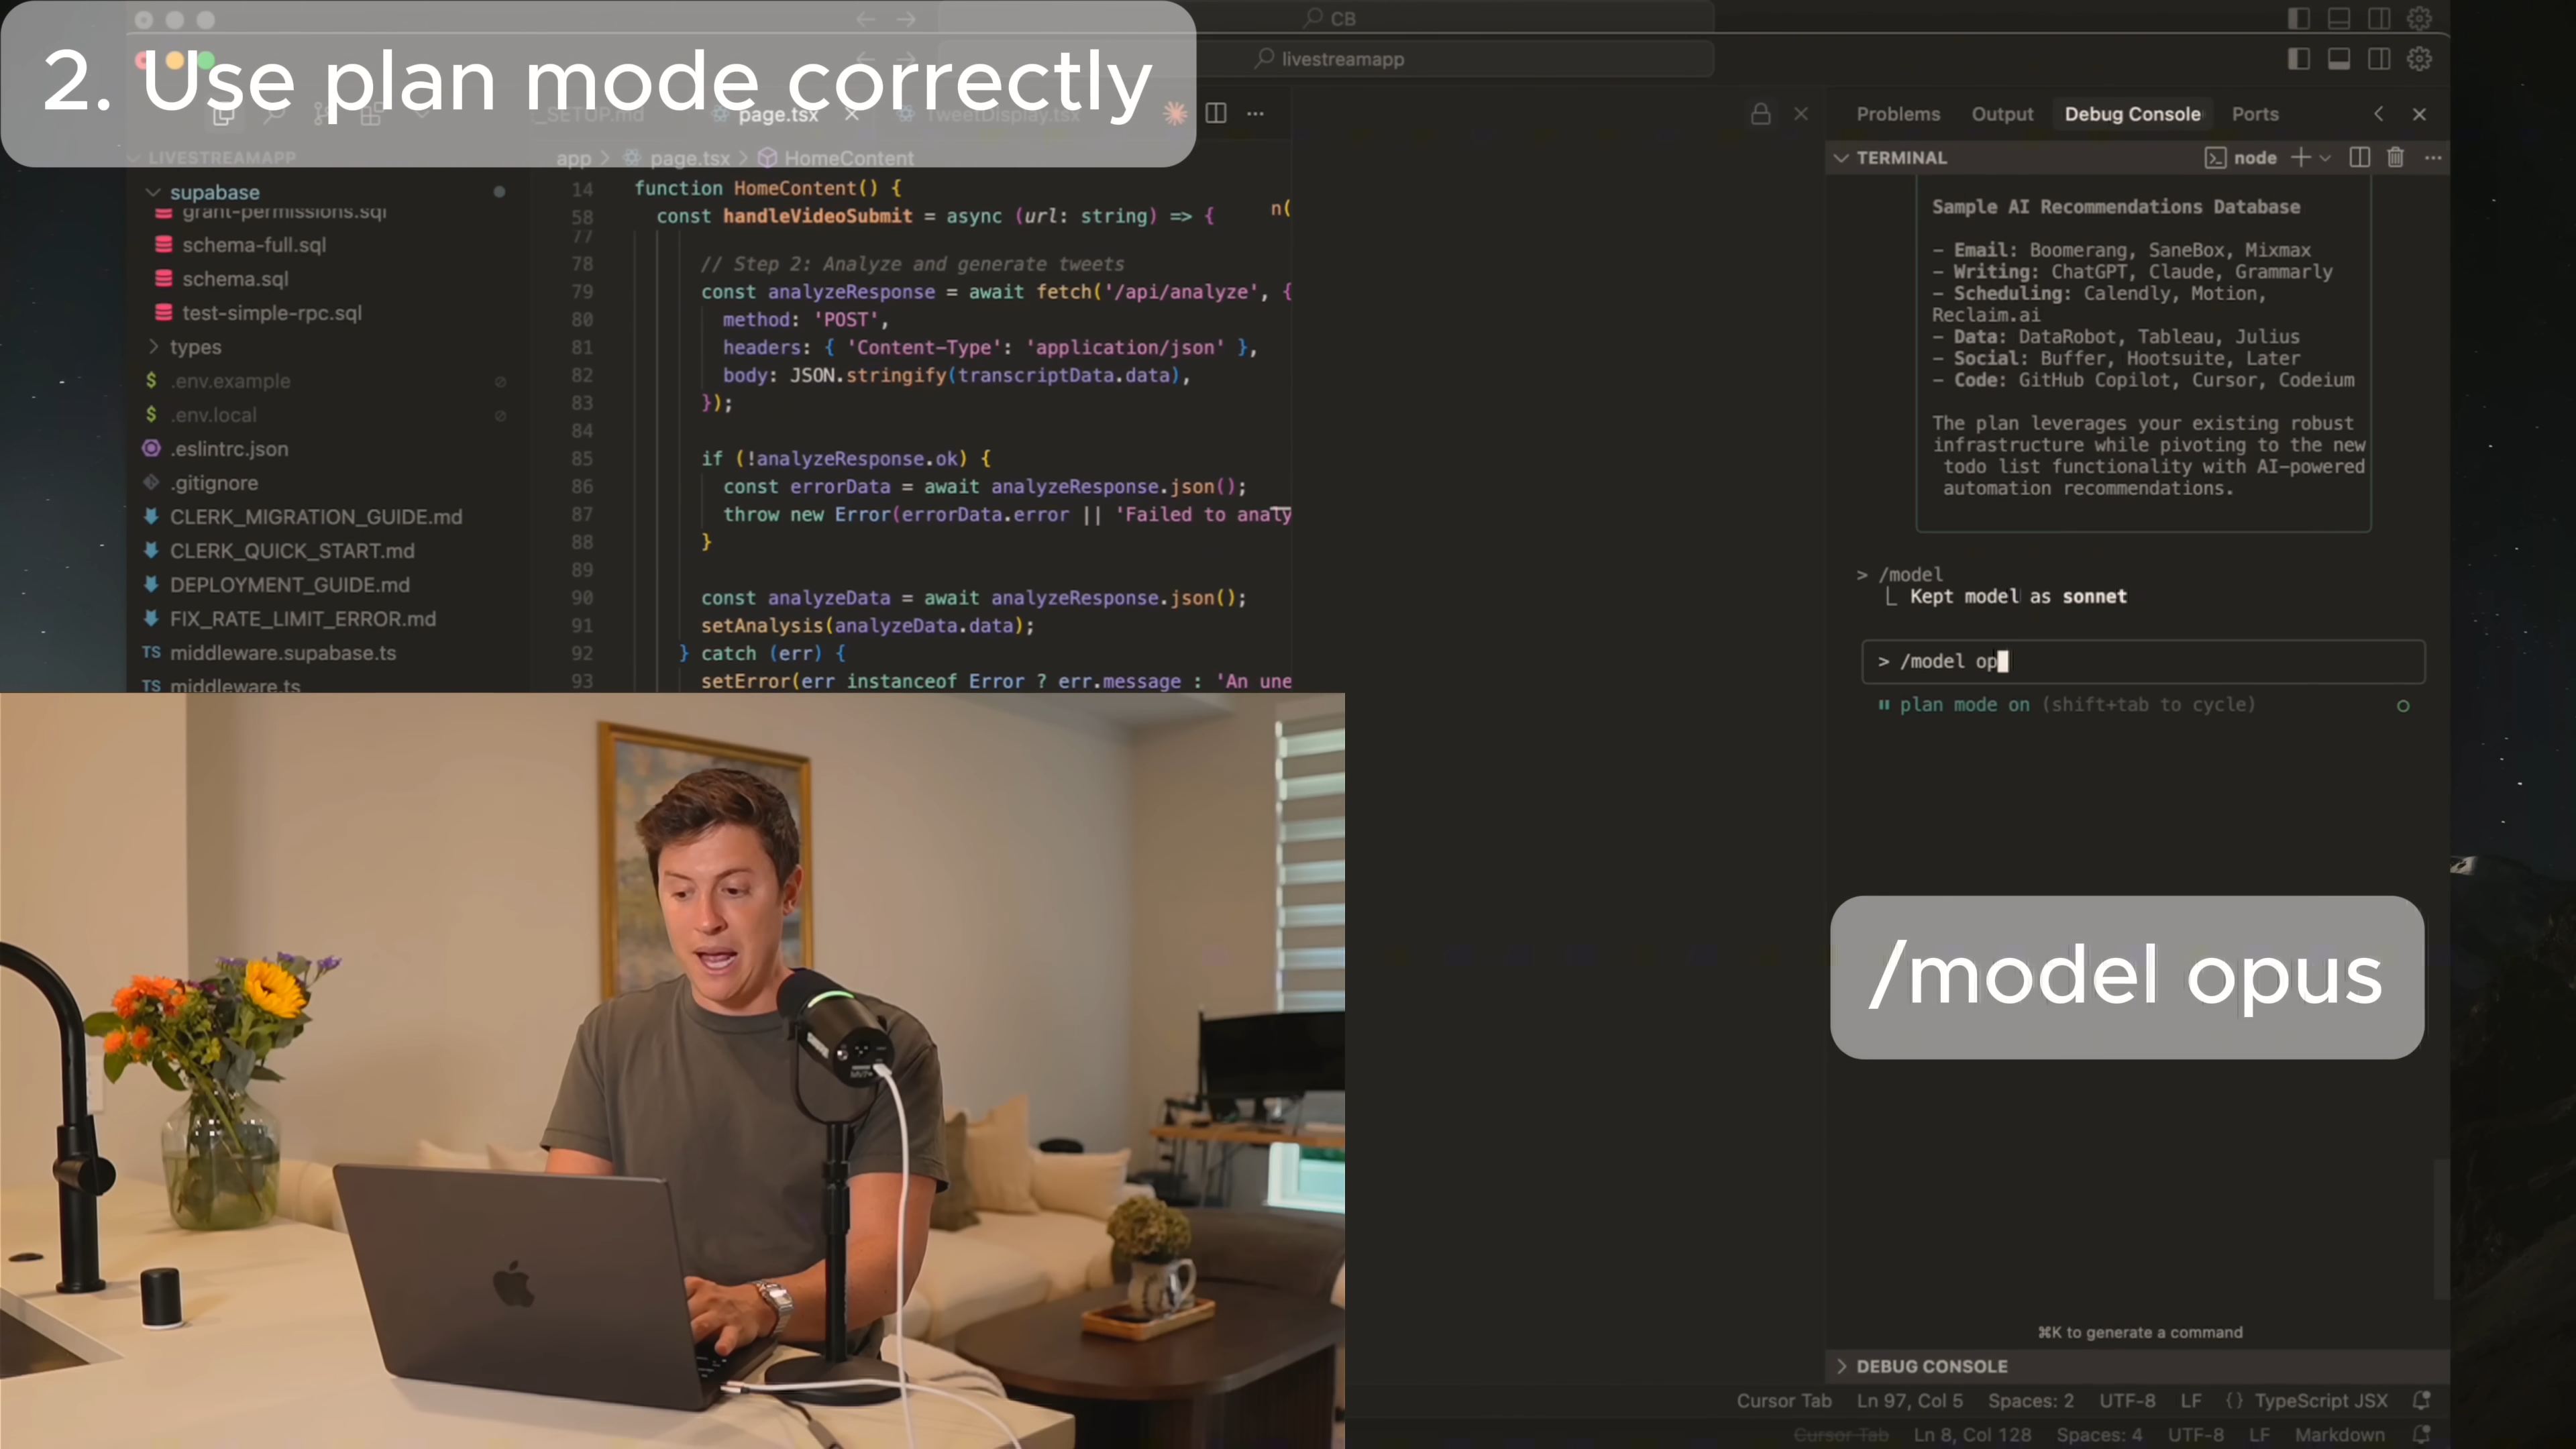 2. Use plan mode correctly
CB
livestreamapp
_SETUP.md
page.tsx
TweetDisplay.tsx
LIVESTREAMAPP
supabase
grant-permissions.sql
schema-full.sql
schema.sql
test-simple-rpc.sql
types
.env.example
.env.local
.eslintrc.json
.gitignore
CLERK_MIGRATION_GUIDE.md
CLERK_QUICK_START.md
DEPLOYMENT_GUIDE.md
FIX_RATE_LIMIT_ERROR.md
TS middleware.supabase.ts
TS middleware.ts
app > page.tsx > HomeContent
14 function HomeContent() {
58 const handleVideoSubmit = async (url: string) => {
n(
77
78 // Step 2: Analyze and generate tweets
79 const analyzeResponse = await fetch('/api/analyze', {
80 method: 'POST',
81 headers: { 'Content-Type': 'application/json' },
82 body: JSON.stringify(transcriptData.data),
83 });
84
85 if (!analyzeResponse.ok) {
86 const errorData = await analyzeResponse.json();
87 throw new Error(errorData.error || 'Failed to analy
88 }
89
90 const analyzeData = await analyzeResponse.json();
91 setAnalysis(analyzeData.data);
92 } catch (err) {
93 setError(err instanceof Error ? err.message : 'An une
Problems Output Debug Console Ports
TERMINAL
node
Sample AI Recommendations Database
- Email: Boomerang, SaneBox, Mixmax
- Writing: ChatGPT, Claude, Grammarly
- Scheduling: Calendly, Motion,
Reclaim.ai
- Data: DataRobot, Tableau, Julius
- Social: Buffer, Hootsuite, Later
- Code: GitHub Copilot, Cursor, Codeium
The plan leverages your existing robust
infrastructure while pivoting to the new
todo list functionality with AI-powered
automation recommendations.
> /model
Kept model as sonnet
> /model op
plan mode on (shift+tab to cycle)
/model opus
⌘K to generate a command
DEBUG CONSOLE
Cursor Tab Ln 97, Col 5 Spaces: 2 UTF-8 LF {} TypeScript JSX
Cursor Tab Ln 8, Col 128 Spaces: 4 UTF-8 LF Markdown